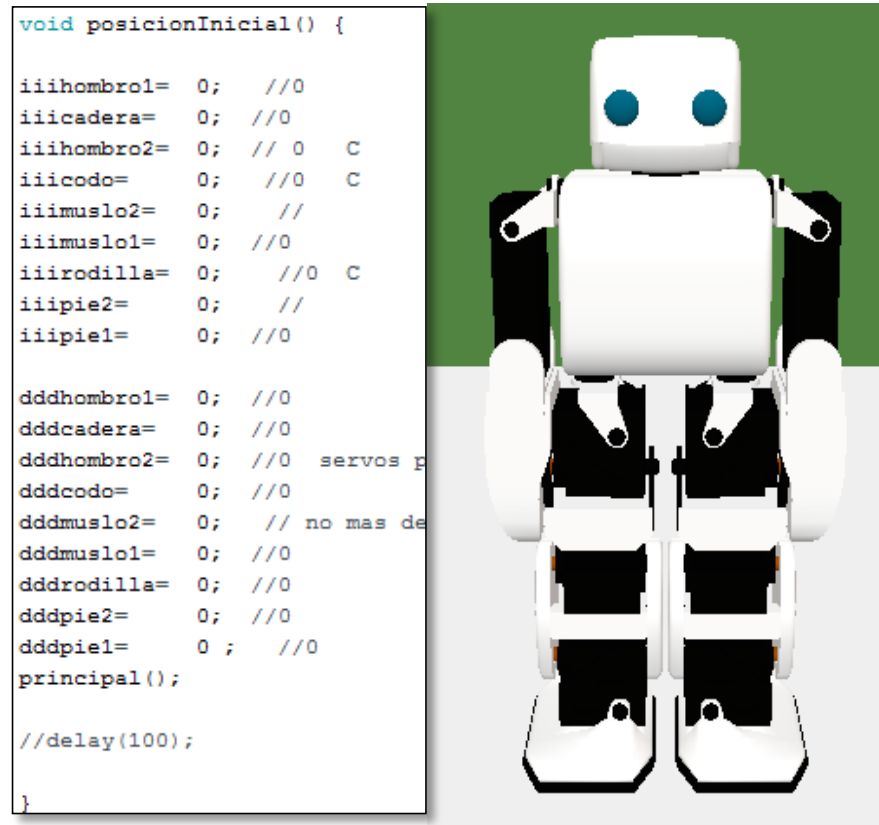 void posicionInicial() {
iiihombro1= 0; //0
iiicadera= 0; //0
iiihombro2= 0; // 0 C
iiicodo= 0; //0 C
iiimuslo2= 0; //
iiimuslo1= 0; //0
iiirodilla= 0; //0 C
iiipie2= 0; //
iiipie1= 0; //0
dddhombro1= 0; //0
dddcadera= 0; //0
dddhombro2= 0; //0 servos p
dddcodo= 0; //0
dddmuslo2= 0; // no mas de
dddmuslo1= 0; //0
dddrodilla= 0; //0
dddpie2= 0; //0
dddpie1= 0 ; //0
principal();
//delay(100);
}